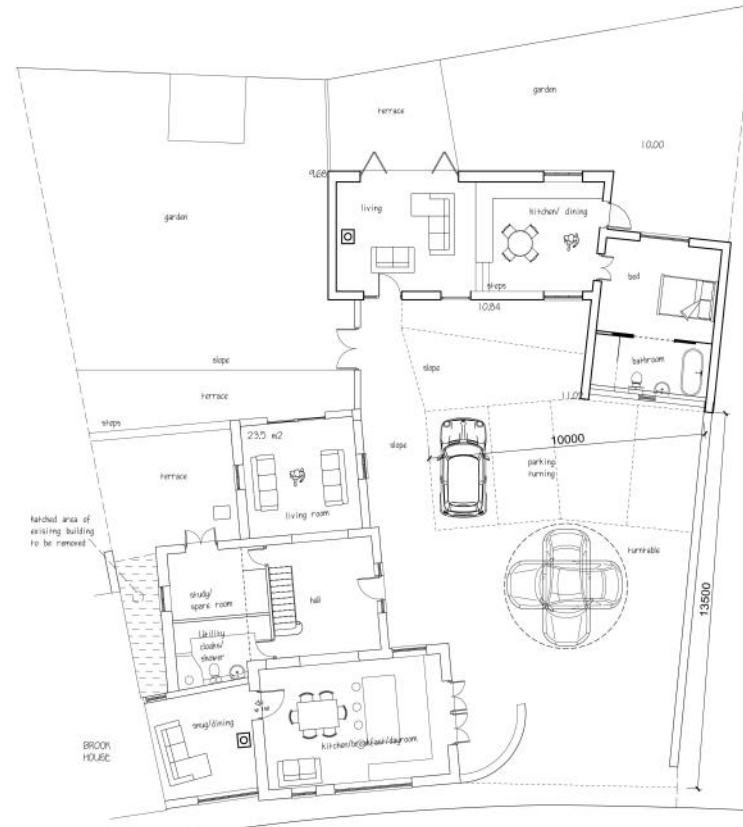 garden
terrace
10.00
9.68
living
kitchen/ dining
garden
bed
steps
10.84
bathroom
slope
slope
terrace
11.07
steps
23.5 m2
slope
10000
parking
turning
terrace
living room
hatched area of
exisitng building
to be removed
turntable
13500
study/
spare room
hall
Utility
cloaks/
shower
snug/dining
kitchen/breakfast/dayroom
BROOK
HOUSE